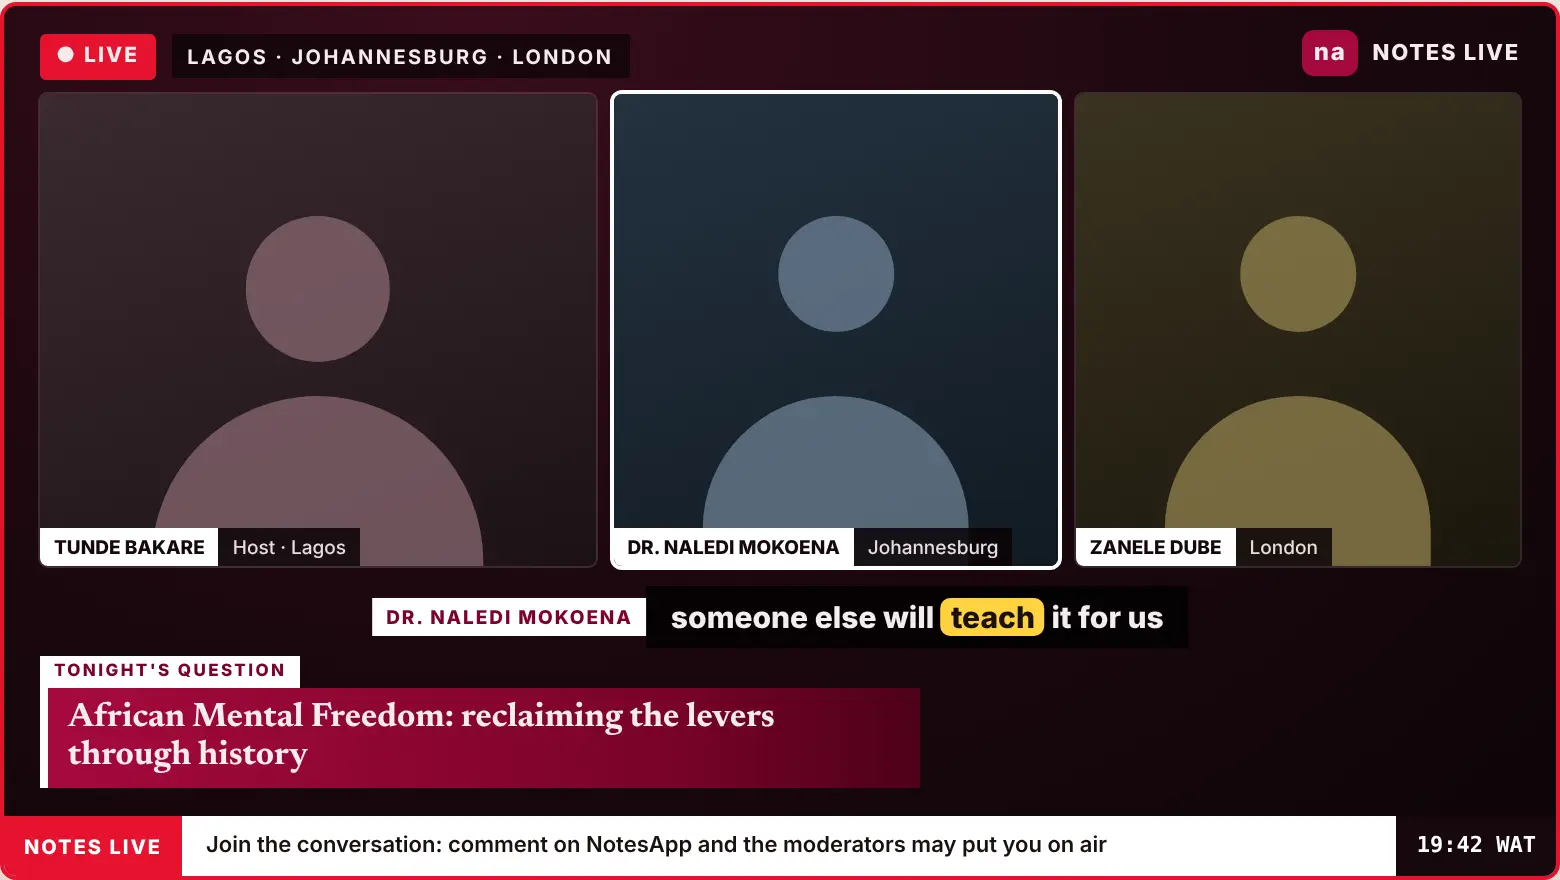 LIVE
LAGOS · JOHANNESBURG · LONDON
na NOTES LIVE
TUNDE BAKARE Host · Lagos
DR. NALEDI MOKOENA Johannesburg
ZANELE DUBE London
DR. NALEDI MOKOENA someone else will teach it for us
TONIGHT'S QUESTION
African Mental Freedom: reclaiming the levers
through history
NOTES LIVE Join the conversation: comment on NotesApp and the moderators may put you on air 19:42 WAT